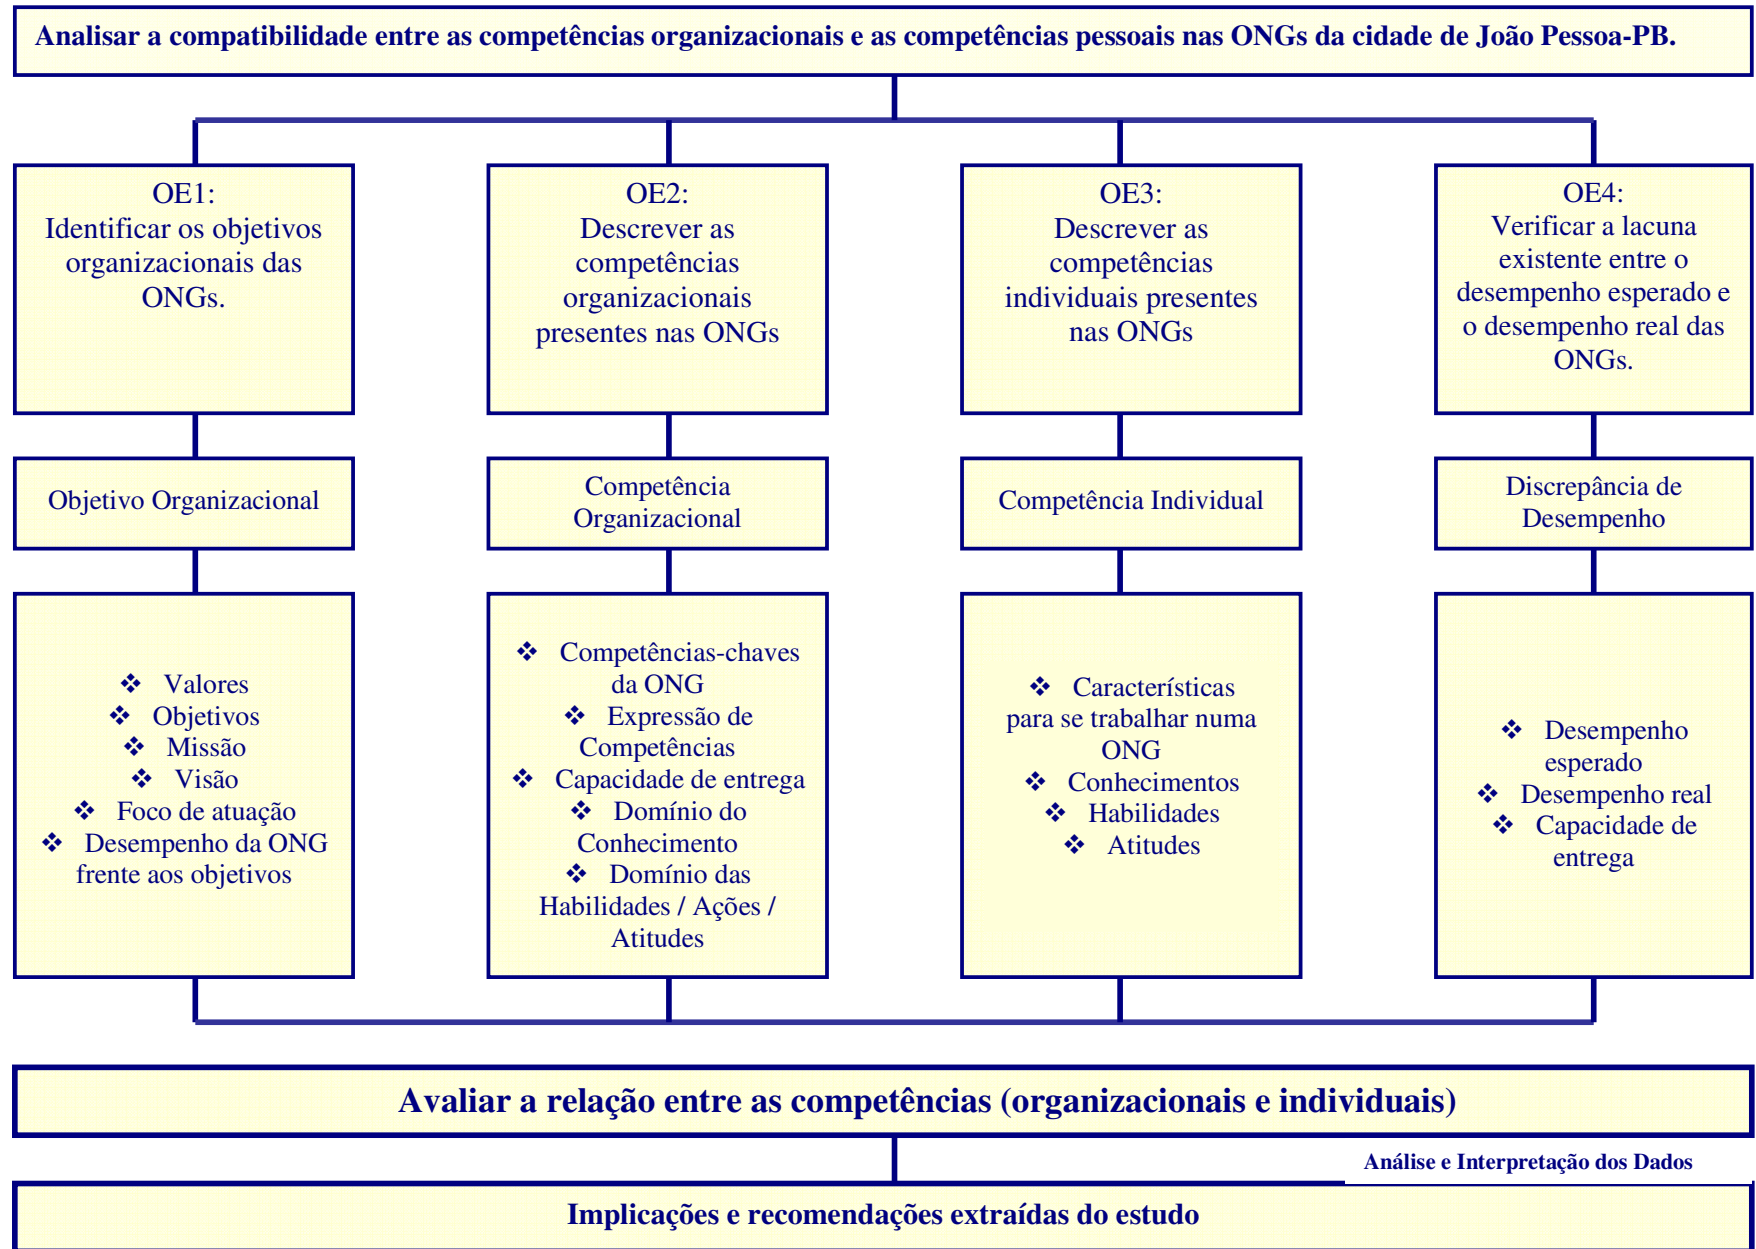 Analisar a compatibilidade entre as competências organizacionais e as competências pessoais nas ONGs da cidade de João Pessoa-PB.
OE1:
Identificar os objetivos
organizacionais das
ONGs.
OE2:
Descrever as
competências
organizacionais
presentes nas ONGs
OE3:
Descrever as
competências
individuais presentes
nas ONGs
OE4:
Verificar a lacuna
existente entre o
desempenho esperado e
o desempenho real das
ONGs.
Objetivo Organizacional
Competência
Organizacional
Competência Individual
Discrepância de
Desempenho
❖ Valores
❖ Objetivos
❖ Missão
❖ Visão
❖ Foco de atuação
❖ Desempenho da ONG
frente aos objetivos
❖ Competências-chaves
da ONG
❖ Expressão de
Competências
❖ Capacidade de entrega
❖ Domínio do
Conhecimento
❖ Domínio das
Habilidades / Ações /
Atitudes
❖ Características
para se trabalhar numa
ONG
❖ Conhecimentos
❖ Habilidades
❖ Atitudes
❖ Desempenho
esperado
❖ Desempenho real
❖ Capacidade de
entrega
Avaliar a relação entre as competências (organizacionais e individuais)
Análise e Interpretação dos Dados
Implicações e recomendações extraídas do estudo